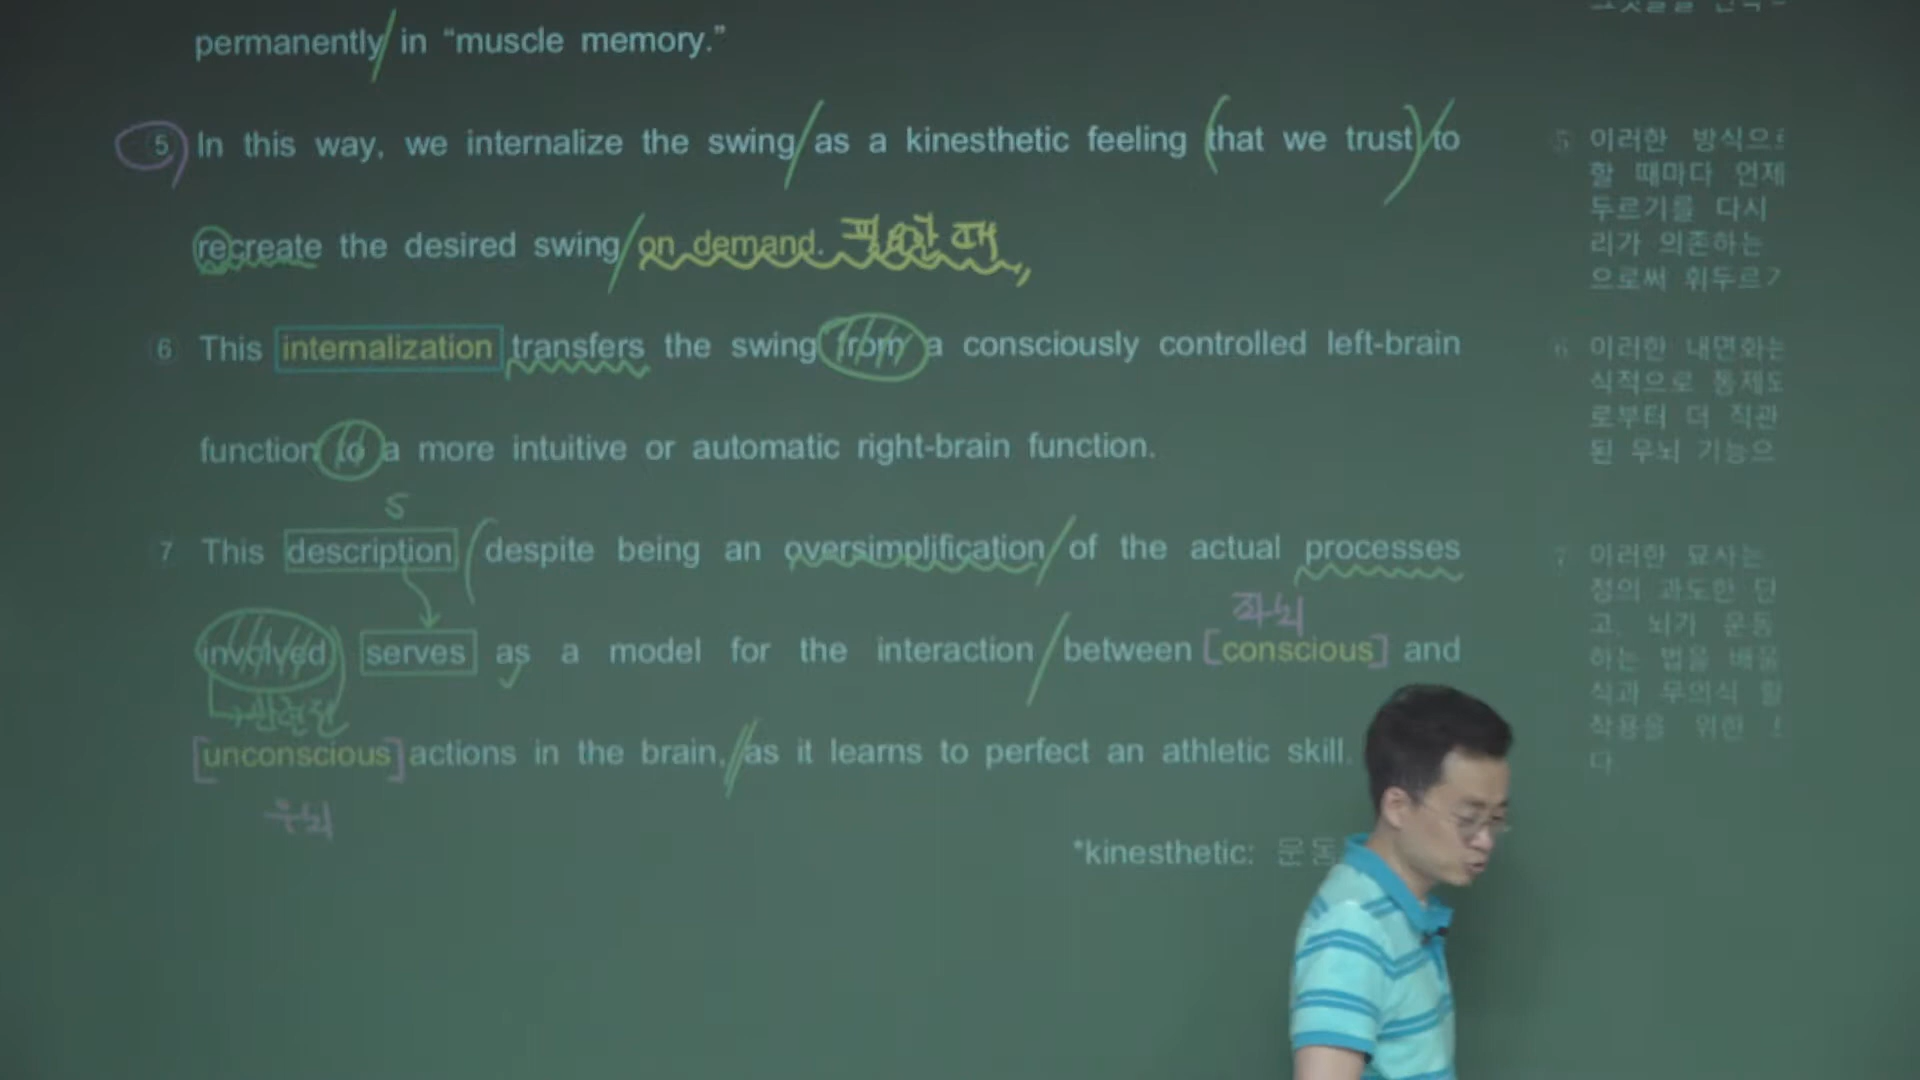 permanently in “muscle memory.”
5 In this way, we internalize the swing as a kinesthetic feeling that we trust to
recreate the desired swing on demand. 필요할 때
6 This internalization transfers the swing from a consciously controlled left-brain
function to a more intuitive or automatic right-brain function.
S
7 This description despite being an oversimplification of the actual processes
좌뇌
involved, serves as a model for the interaction between [conscious] and
관련된
[unconscious] actions in the brain, as it learns to perfect an athletic skill.
우뇌
*kinesthetic: 운동
5 이러한 방식으로
할 때마다 언제
두르기를 다시
리가 의존하는
으로써 휘두르기
6 이러한 내면화는
식적으로 통제되
로부터 더 직관
된 우뇌 기능으
7 이러한 묘사는
정의 과도한 단
고, 뇌가 운동
하는 법을 배울
식과 무의식
작용을 위한
다